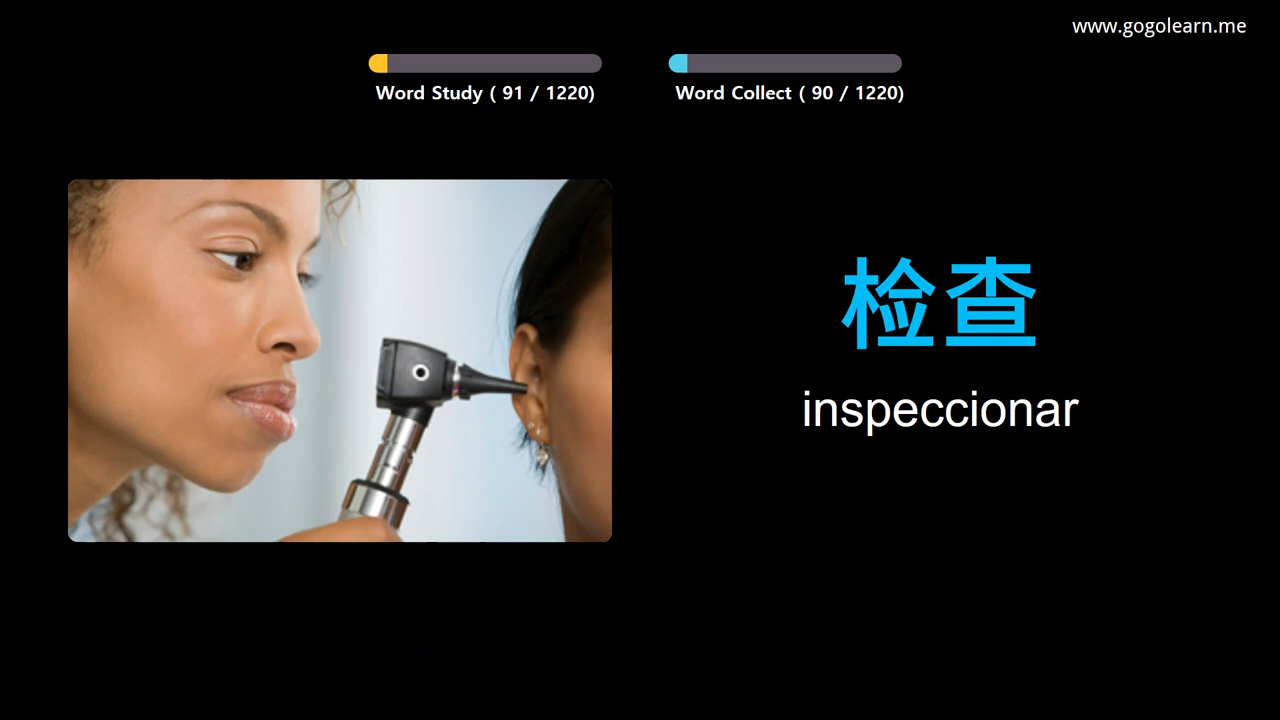 www.gogolearn.me
Word Study ( 91 / 1220)
Word Collect ( 90 / 1220)
检查
inspeccionar